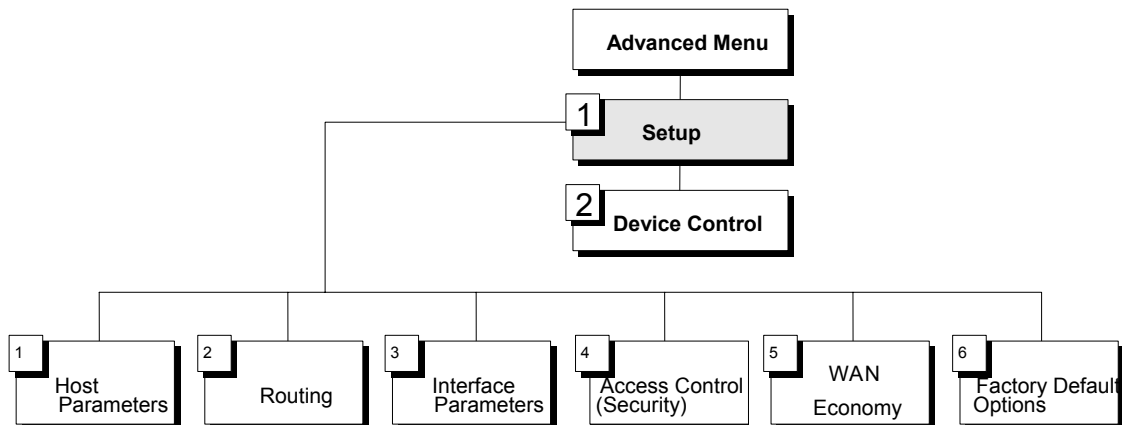 Advanced Menu
1
Setup
2
Device Control
1
Host
Parameters
2
Routing
3
Interface
Parameters
4
Access Control
(Security)
5
WAN
Economy
6
Factory Default
Options